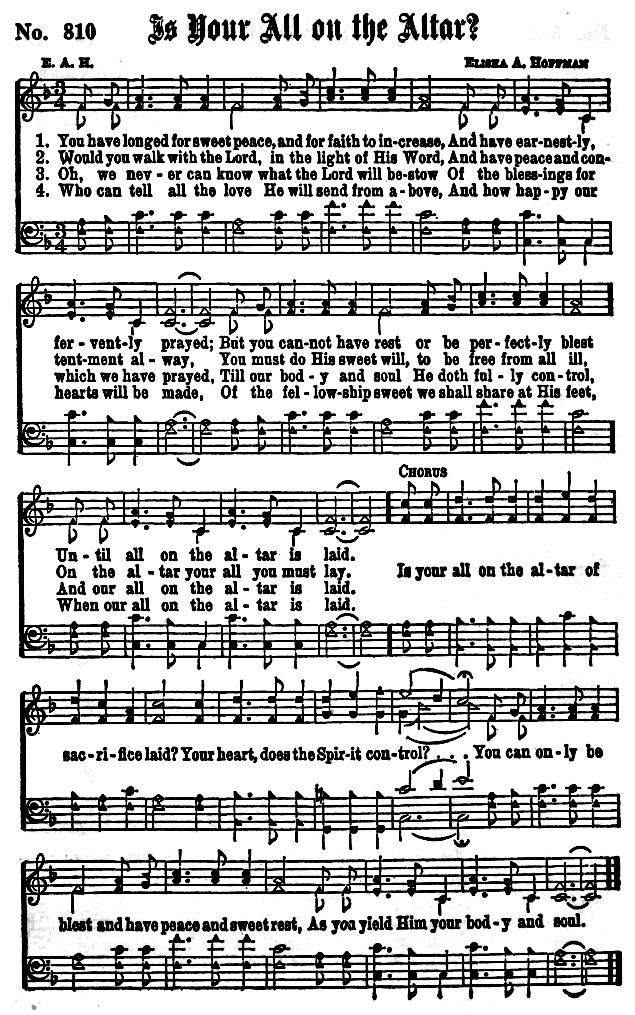 No. 810 Is Your All on the Altar?
E. A. H. ELISHA A. HOFFMAN
1. You have longed for sweet peace, and for faith to in-crease, And have ear-nest-ly,
2. Would you walk with the Lord, in the light of His Word, And have peace and con-
3. Oh, we nev-er can know what the Lord will be-stow Of the bless-ings for
4. Who can tell all the love He will send from a-bove, And how hap-py our
fer-vent-ly prayed; But you can-not have rest or be per-fect-ly blest
tent-ment al-way, You must do His sweet will, to be free from all ill,
which we have prayed, Till our bod-y and soul He doth ful-ly con-trol,
hearts will be made, Of the fel-low-ship sweet we shall share at His feet,
CHORUS
Un-til all on the al-tar is laid.
On the al-tar your all you must lay. Is your all on the al-tar of
And our all on the al-tar is laid.
When our all on the al-tar is laid.
sac-ri-fice laid? Your heart, does the Spir-it con-trol? . . . You can on-ly be
blest and have peace and sweet rest, As you yield Him your bod-y and soul.